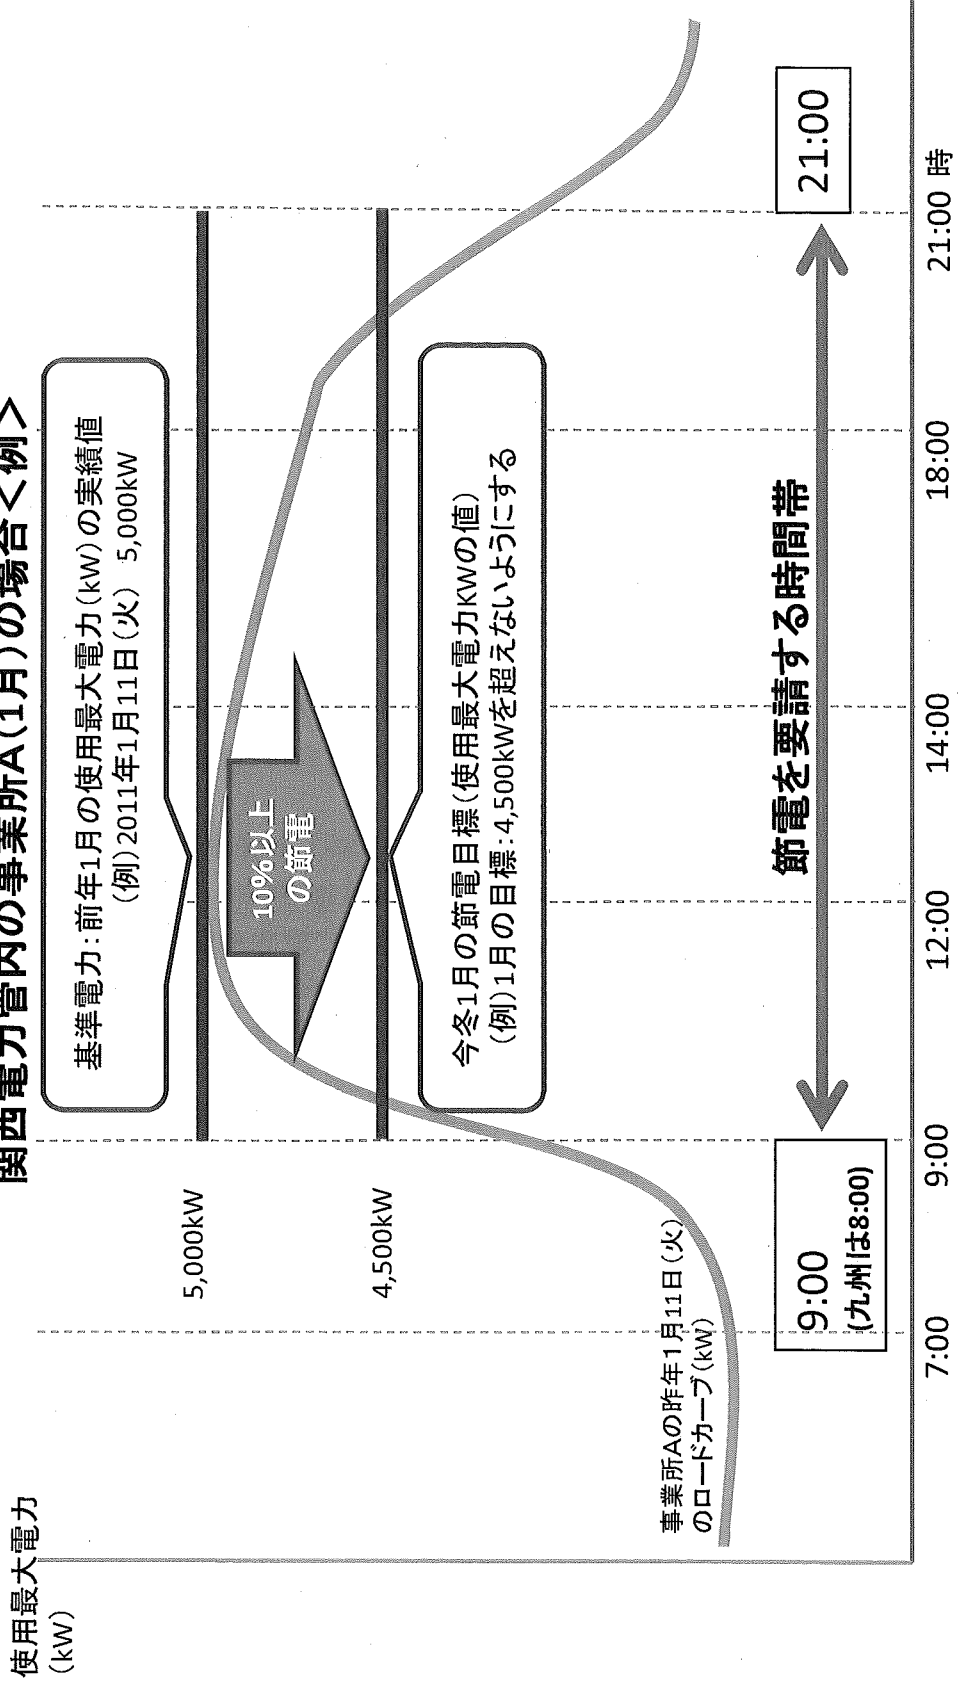 関西電力管内の事業所A(1月)の場合<例>
使用最大電力
(kW)
基準電力:前年1月の使用最大電力(kW)の実績値
(例)2011年1月11日(火) 5,000kW
5,000kW
10%以上
の節電
4,500kW
今冬1月の節電目標(使用最大電力KWの値)
(例)1月の目標:4,500kWを超えないようにする
事業所Aの昨年1月11日(火)
のロードカーブ(kW)
節電を要請する時間帯
9:00
(九州は8:00)
21:00
7:00
9:00
12:00
14:00
18:00
21:00 時